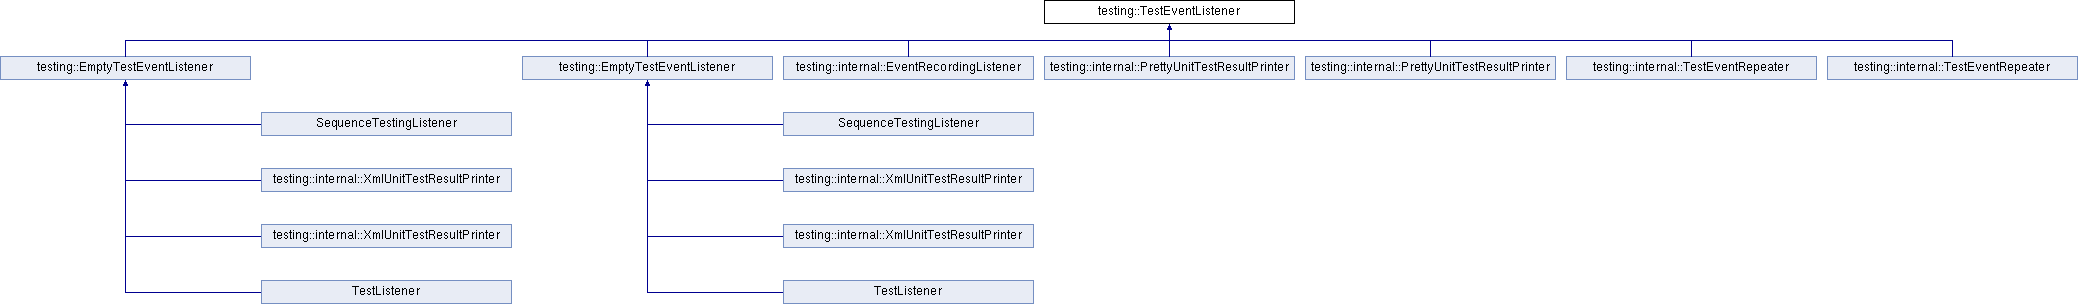 testing::TestEventListener
testing::EmptyTestEventListener
testing::EmptyTestEventListener
testing::internal::EventRecordingListener
testing::internal::PrettyUnitTestResultPrinter
testing::internal::PrettyUnitTestResultPrinter
testing::internal::TestEventRepeater
testing::internal::TestEventRepeater
SequenceTestingListener
SequenceTestingListener
testing::internal::XmlUnitTestResultPrinter
testing::internal::XmlUnitTestResultPrinter
testing::internal::XmlUnitTestResultPrinter
testing::internal::XmlUnitTestResultPrinter
TestListener
TestListener